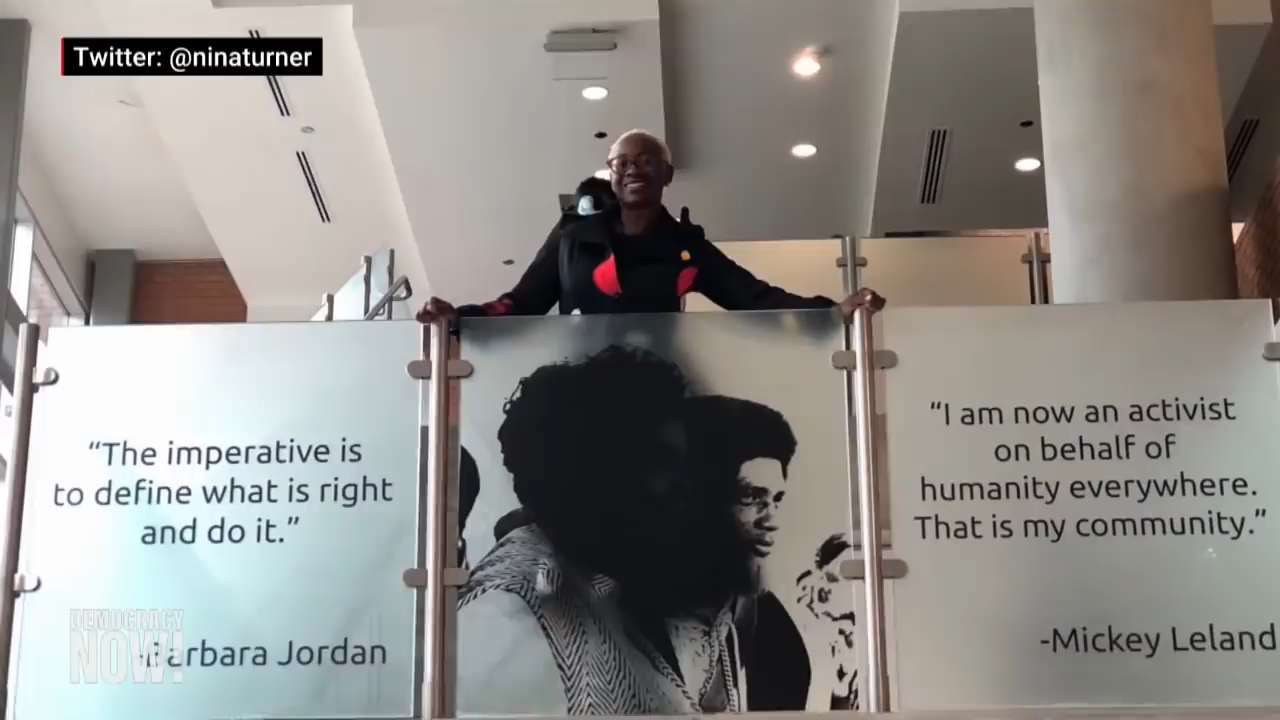 Twitter: @ninaturner
“The imperative is
to define what is right
and do it.”
-Barbara Jordan
“I am now an activist
on behalf of
humanity everywhere.
That is my community.”
-Mickey Leland
DEMOCRACY
NOW!